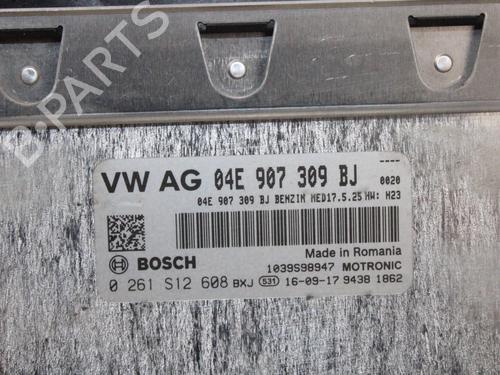 B-PARTS
----
VW AG 04E 907 309 BJ 0020
04E 907 309 BJ BENZIN MED17.5.25 HW: H23
Made in Romania
BOSCH 1039S98947 MOTRONIC
0 261 S12 608 BXJ 531 16-09-17 9438 1862